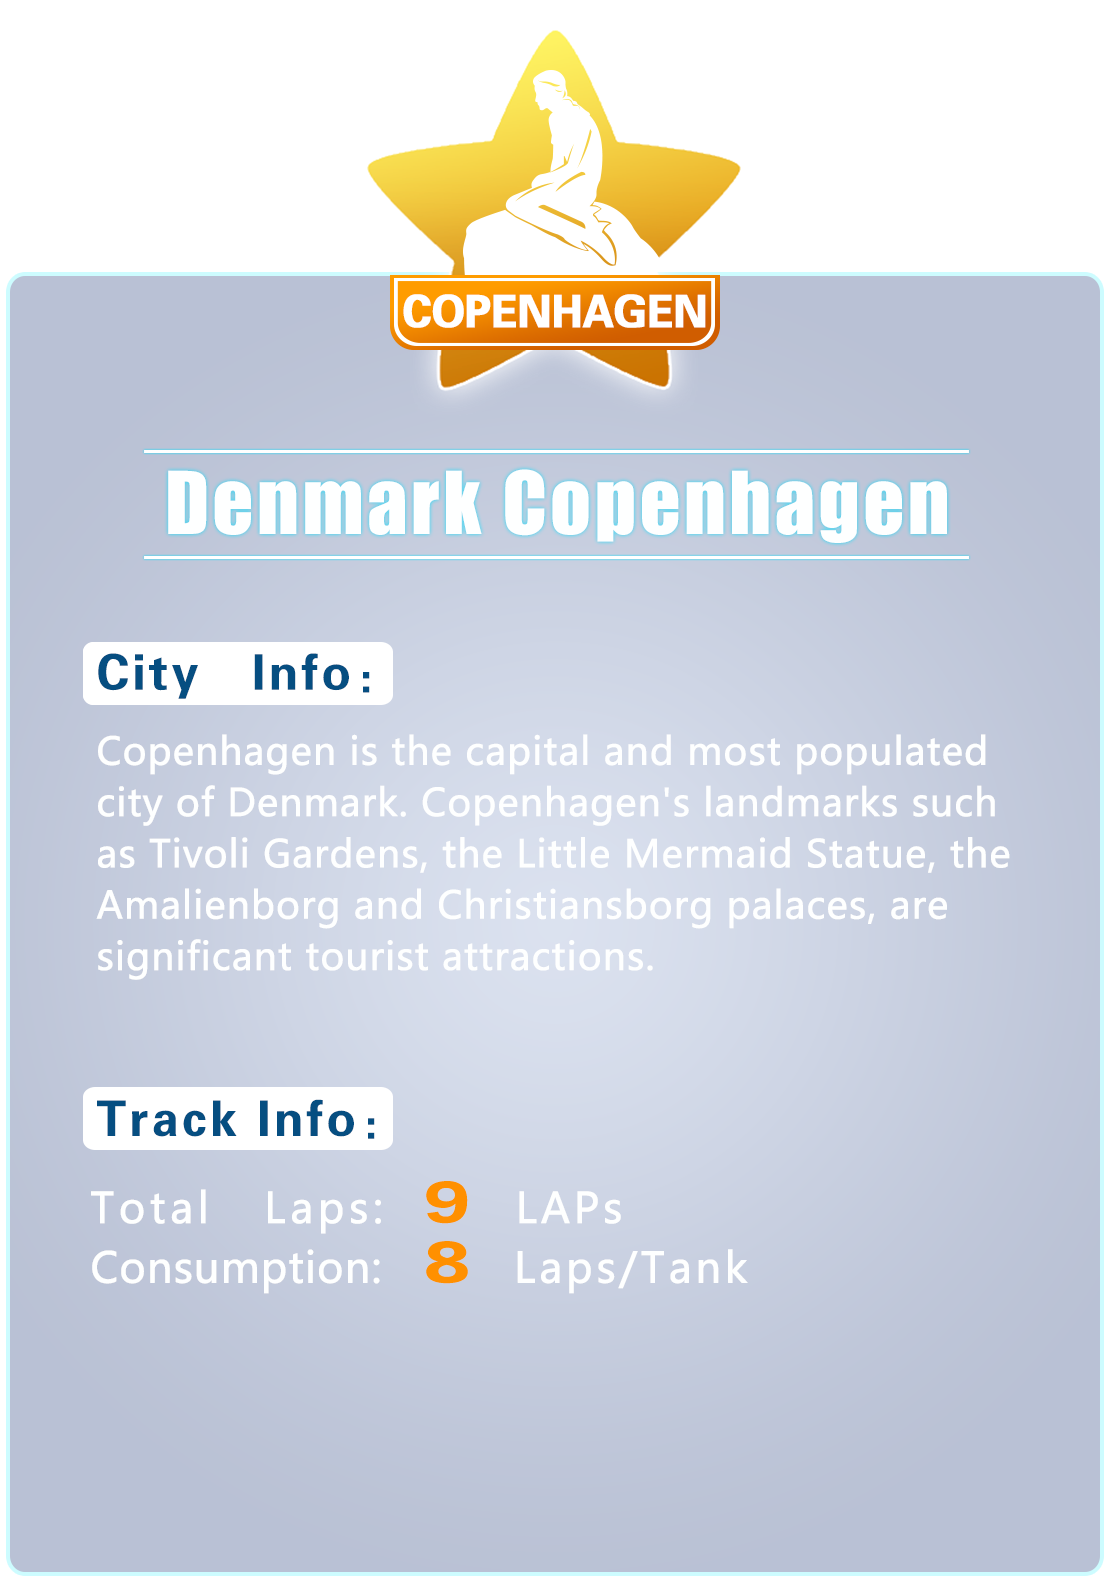 COPENHAGEN
Denmark Copenhagen
City Info:
Copenhagen is the capital and most populated
city of Denmark. Copenhagen's landmarks such
as Tivoli Gardens, the Little Mermaid Statue, the
Amalienborg and Christiansborg palaces, are
significant tourist attractions.
Track Info:
Total Laps: 9 LAPs
Consumption: 8 Laps/Tank